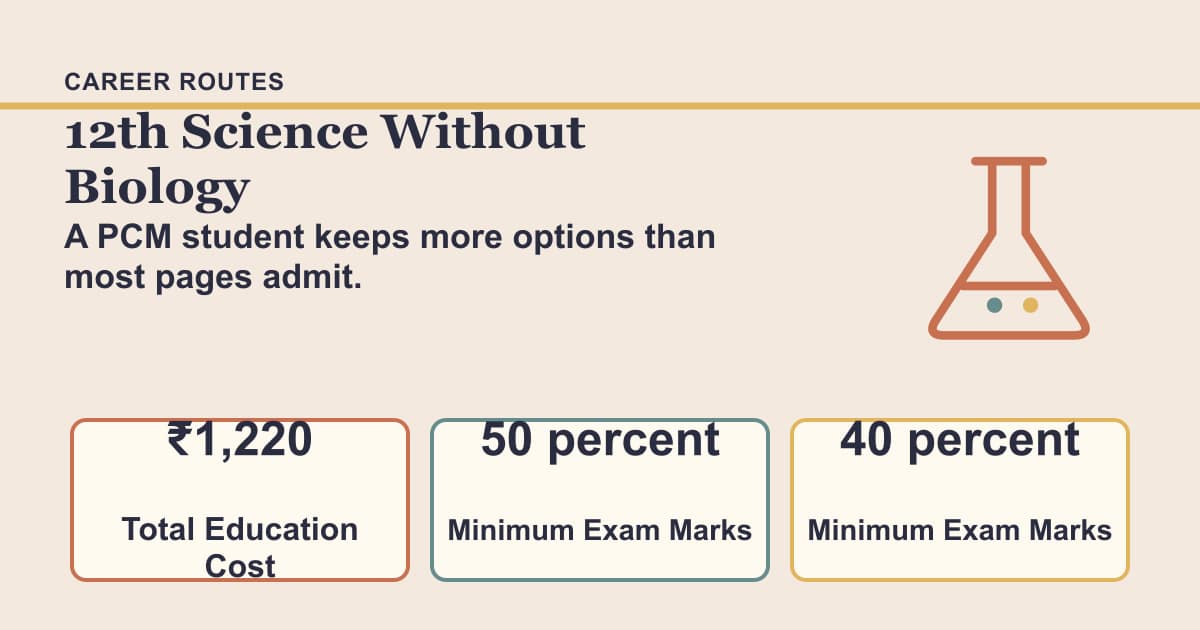 CAREER ROUTES
12th Science Without
Biology
A PCM student keeps more options than
most pages admit.
₹1,220
Total Education
Cost
50 percent
Minimum Exam Marks
40 percent
Minimum Exam Marks